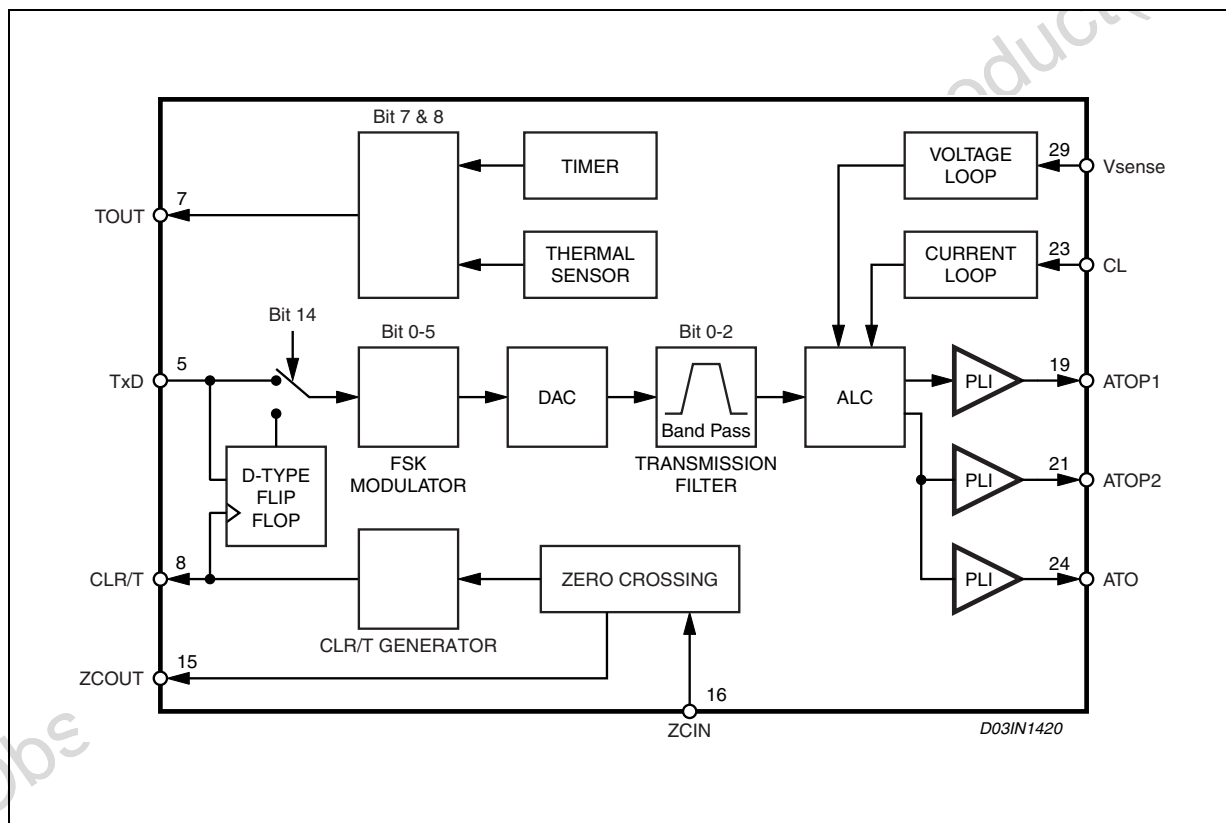 Bit 7 & 8
TIMER
THERMAL
SENSOR
7
TOUT
VOLTAGE
LOOP
29
Vsense
CURRENT
LOOP
23
CL
Bit 14
Bit 0-5
Bit 0-2
5
TxD
DAC
Band Pass
ALC
PLI
19
ATOP1
FSK
MODULATOR
TRANSMISSION
FILTER
D-TYPE
FLIP
FLOP
PLI
21
ATOP2
8
CLR/T
ZERO CROSSING
PLI
24
ATO
CLR/T GENERATOR
15
ZCOUT
16
ZCIN
D03IN1420